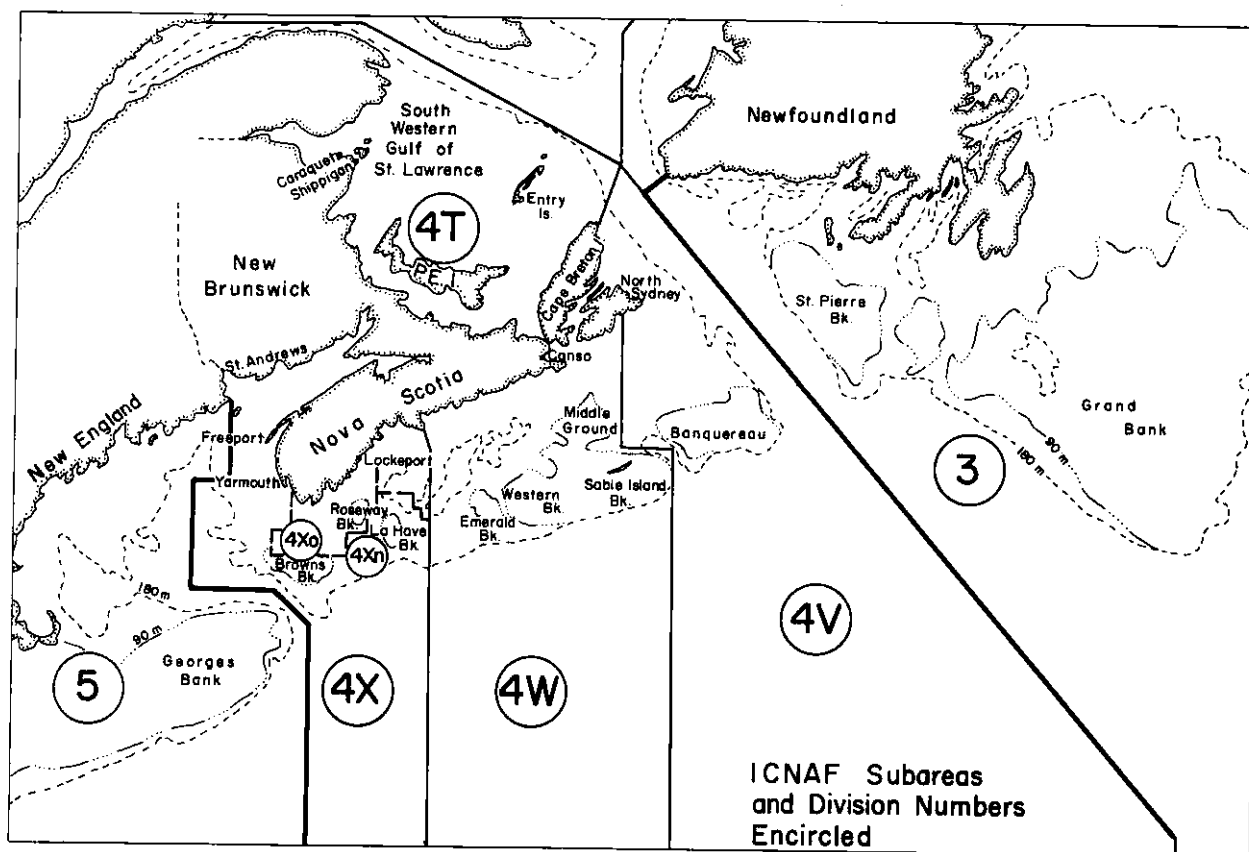 South
Western
Gulf of
St. Lawrence
Newfoundland
Caraquet
Shippigan
Entry
Is.
4T
PEI
New
Brunswick
Cape Breton
North
Sydney
St. Pierre
Bk.
St. Andrews
Canso
Nova Scotia
New England
Middle
Ground
Banquereau
Grand
Bank
Freeport
Lockeport
90 m
180 m
3
Yarmouth
Western
Bk.
Sable Island
Bk.
Roseway
Bk.
Emerald
Bk.
La Have
Bk.
4Xo
4Xn
Browns
Bk.
180 m
90 m
4V
Georges
Bank
5
4X
4W
ICNAF Subareas
and Division Numbers
Encircled